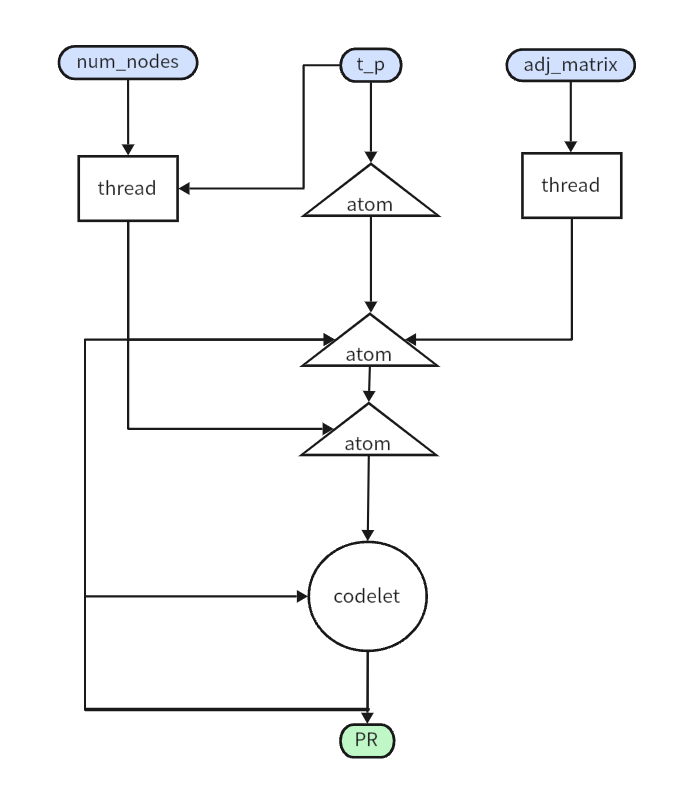 num_nodes
t_p
adj_matrix
thread
atom
thread
atom
atom
codelet
PR